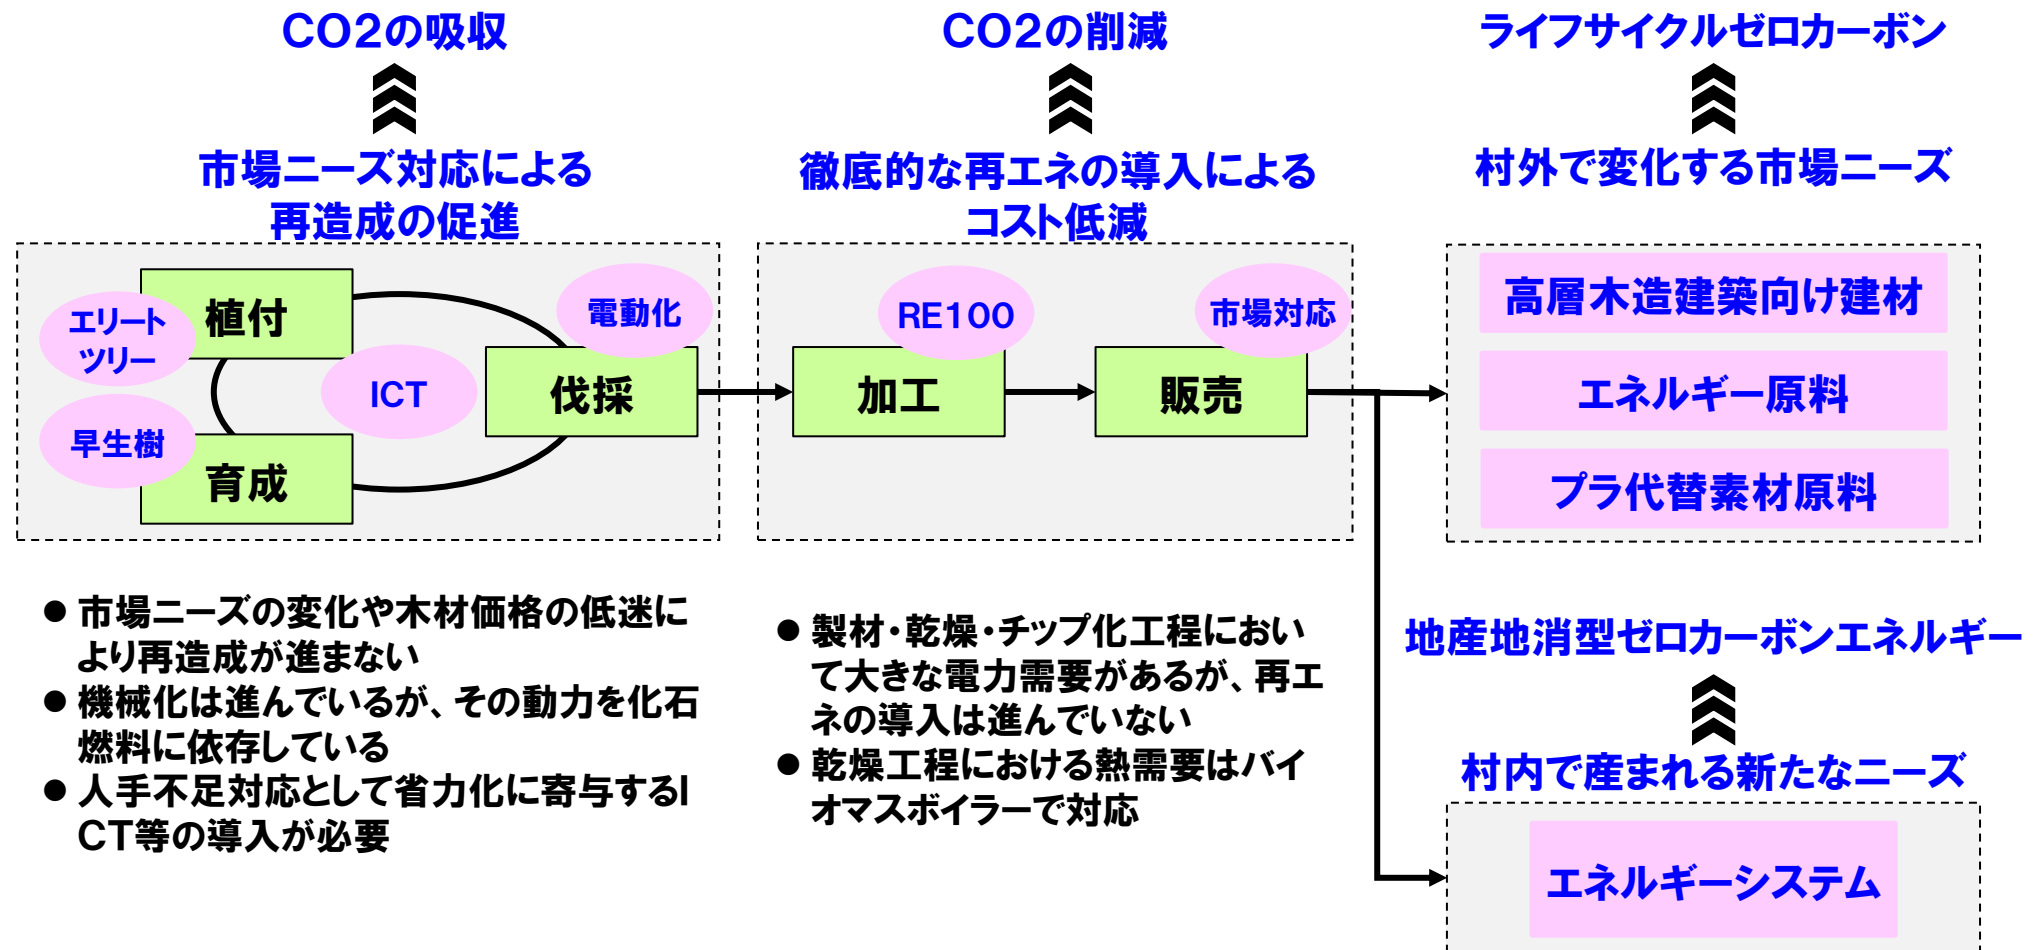 CO2の吸収
市場ニーズ対応による
再造成の促進
植付
エリート
ツリー
ICT
早生樹
育成
電動化
伐採
● 市場ニーズの変化や木材価格の低迷に
より再造成が進まない
● 機械化は進んでいるが、その動力を化石
燃料に依存している
● 人手不足対応として省力化に寄与するI
CT等の導入が必要
CO2の削減
徹底的な再エネの導入による
コスト低減
RE100
加工
市場対応
販売
● 製材・乾燥・チップ化工程におい
て大きな電力需要があるが、再エ
ネの導入は進んでいない
● 乾燥工程における熱需要はバイ
オマスボイラーで対応
ライフサイクルゼロカーボン
村外で変化する市場ニーズ
高層木造建築向け建材
エネルギー原料
プラ代替素材原料
地産地消型ゼロカーボンエネルギー
村内で産まれる新たなニーズ
エネルギーシステム